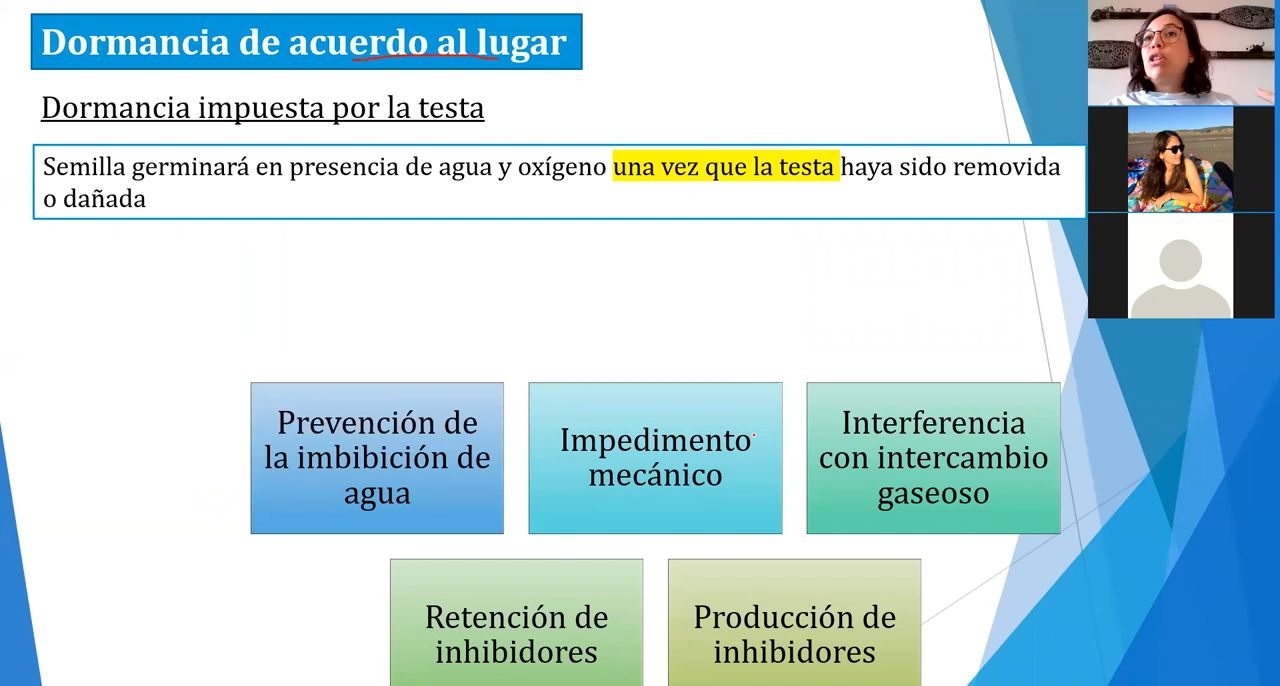 Dormancia de acuerdo al lugar
Dormancia impuesta por la testa
Semilla germinará en presencia de agua y oxígeno una vez que la testa haya sido removida
o dañada
Prevención de
la imbibición de
agua
Impedimento
mecánico
Interferencia
con intercambio
gaseoso
Retención de
inhibidores
Producción de
inhibidores